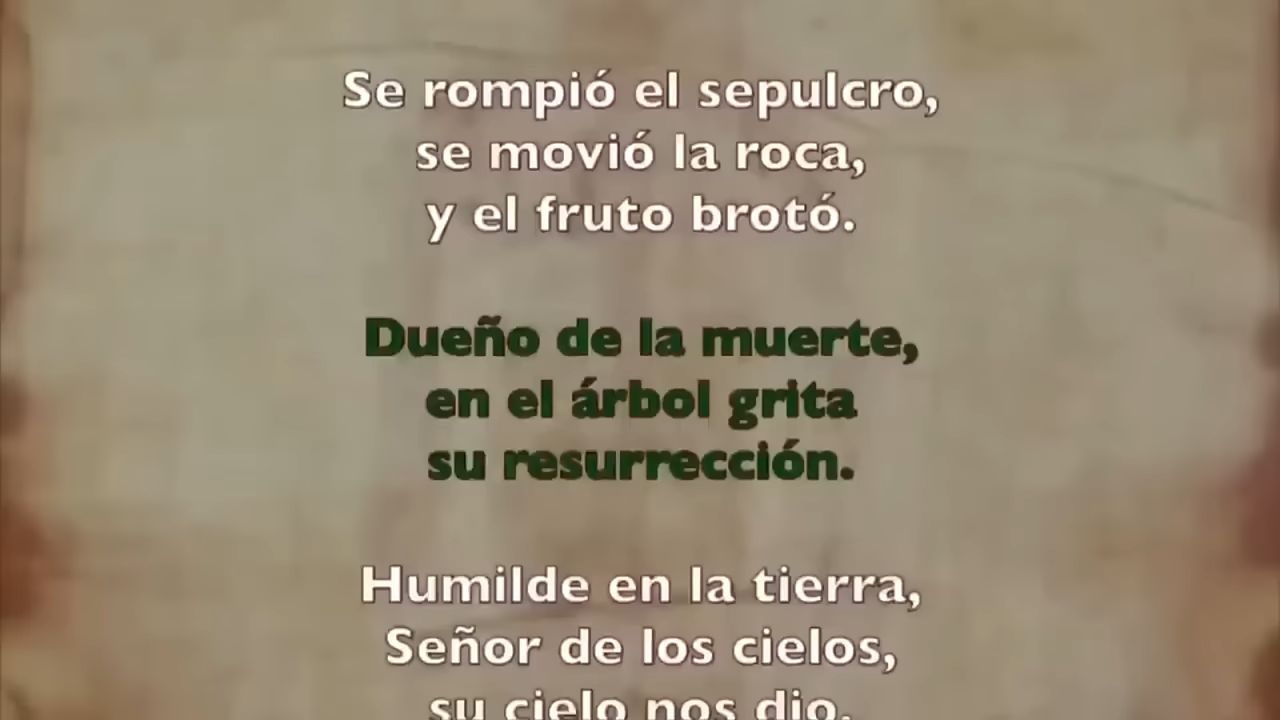 Se rompió el sepulcro,
se movió la roca,
y el fruto brotó.
Dueño de la muerte,
en el árbol grita
su resurrección.
Humilde en la tierra,
Señor de los cielos,
su cielo nos dio.